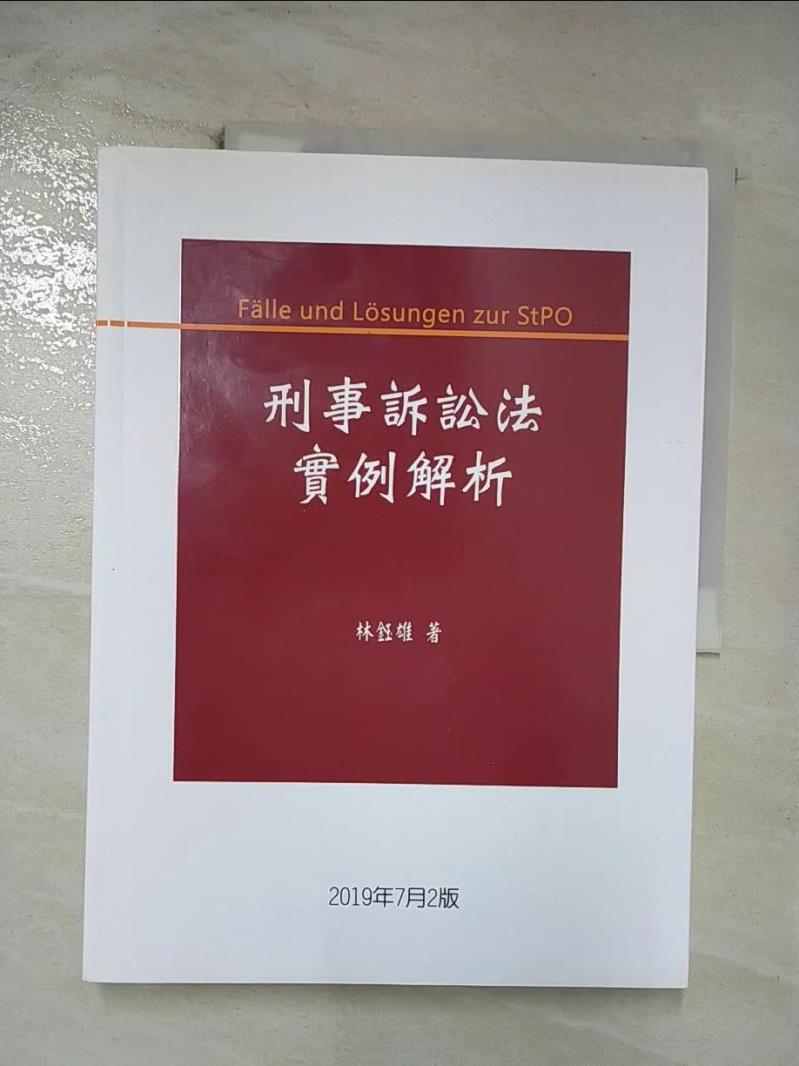 Fälle und Lösungen zur StPO
刑事訴訟法
實例解析
林鈺雄 著
2019年7月2版